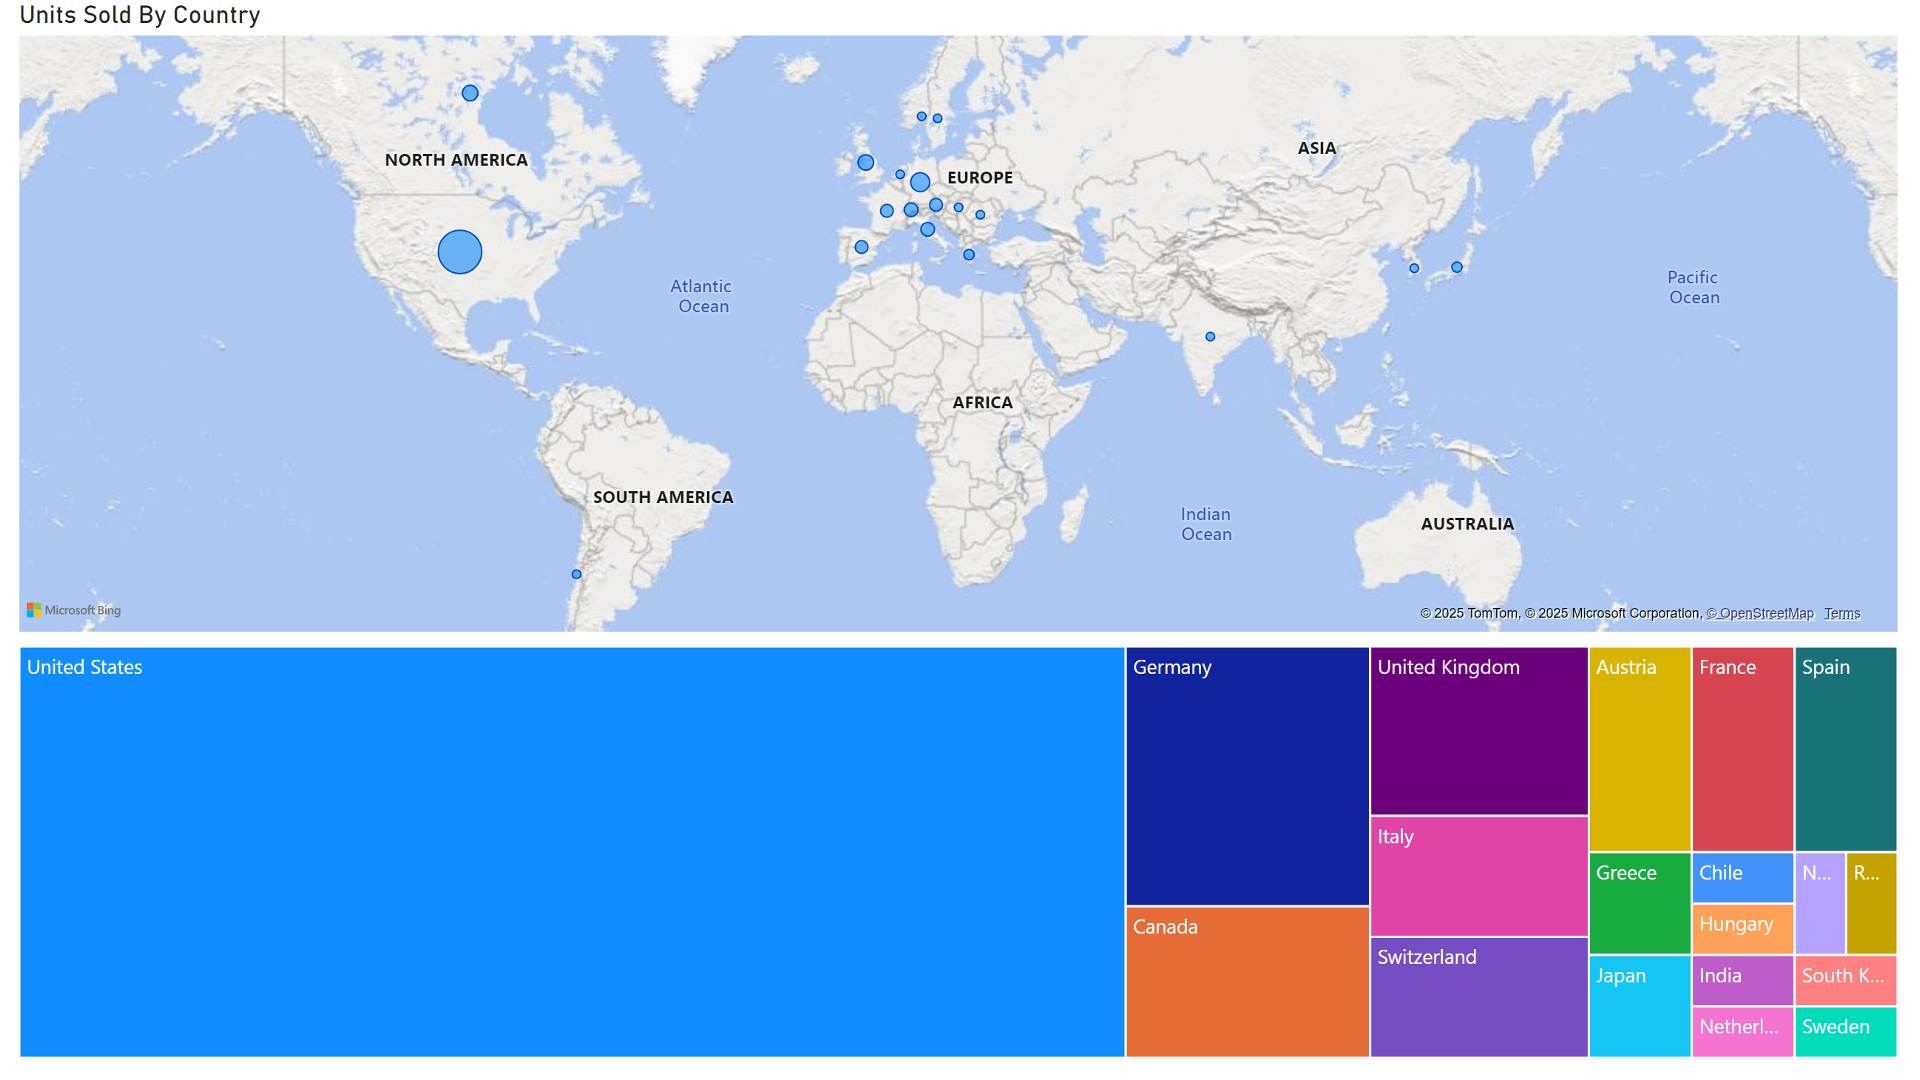 Units Sold By Country
NORTH AMERICA
EUROPE
ASIA
Atlantic
Ocean
Pacific
Ocean
AFRICA
SOUTH AMERICA
Indian
Ocean
AUSTRALIA
Microsoft Bing
© 2025 TomTom, © 2025 Microsoft Corporation, © OpenStreetMap Terms
United States
Germany
United Kingdom
Austria
France
Spain
Italy
Greece
Chile
N...
R...
Canada
Hungary
Switzerland
Japan
India
South K...
Netherl...
Sweden